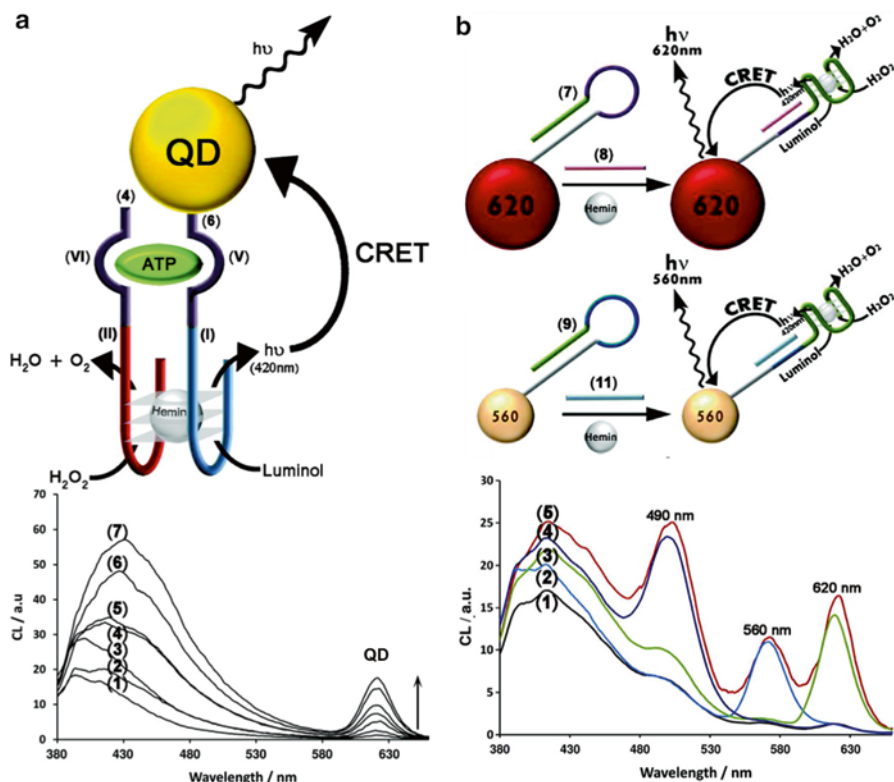 a
hυ
QD
(4)
(6)
(VI)
ATP
(V)
CRET
(II)
(I)
H2O + O2
hυ
(420nm)
Hemin
H2O2
Luminol
70
60
50
40
30
20
10
0
CL / a.u
(7)
(6)
(5)
(4)
(3)
(2)
(1)
QD
380
430
480
530
580
630
Wavelength / nm
b
hν
620nm
(7)
CRET
H2O+O2
hν
420nm
H2O2
Luminol
(8)
620
Hemin
620
hν
560nm
(9)
CRET
H2O+O2
hν
420nm
H2O2
Luminol
(11)
560
Hemin
560
30
25
20
15
10
5
0
CL / a.u.
(5)
(4)
(3)
(2)
(1)
490 nm
560 nm
620 nm
380
430
480
530
580
630
Wavelength / nm